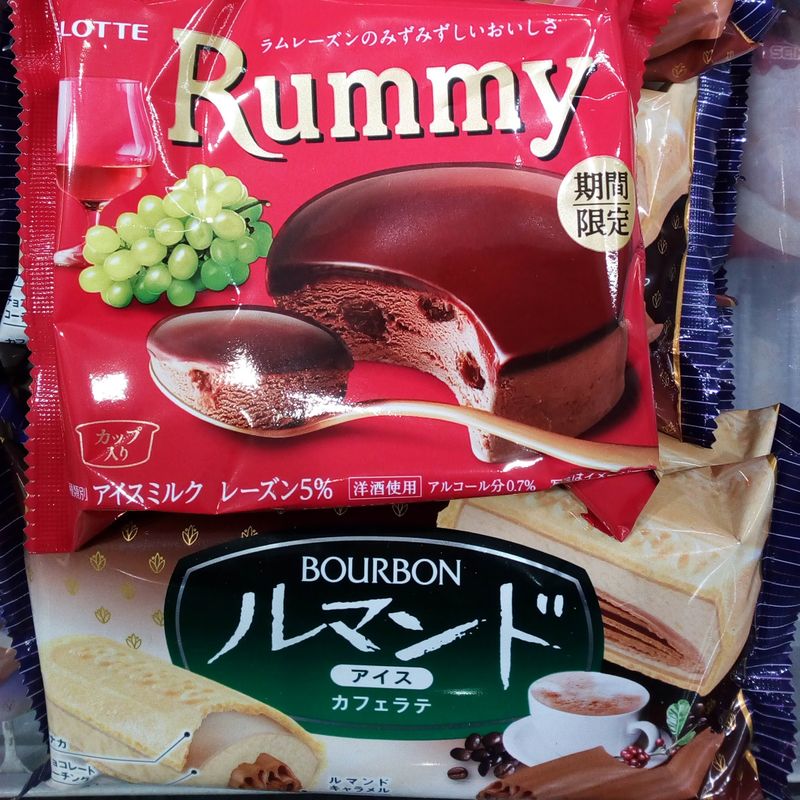 LOTTE
ラムレーズンのみずみずしいおいしさ
Rummy
期間
限定
カップ
入り
アイスミルク レーズン5% 洋酒使用 アルコール分0.7%
BOURBON
ルマンド
アイス
カフェラテ
ルマンド
キャラメル